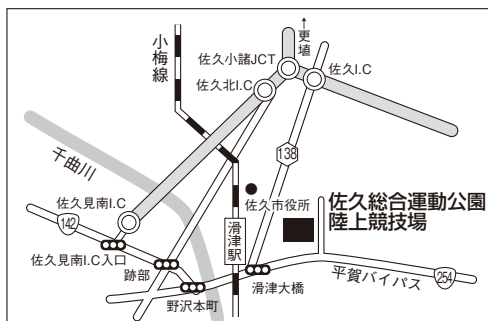 ↑更埴
小梅線
佐久小諸JCT
佐久I.C
佐久北I.C
138
千曲川
佐久市役所
佐久総合運動公園
陸上競技場
佐久見南I.C
142
滑津駅
佐久見南I.C入口
跡部
野沢本町
滑津大橋
平賀バイパス
254